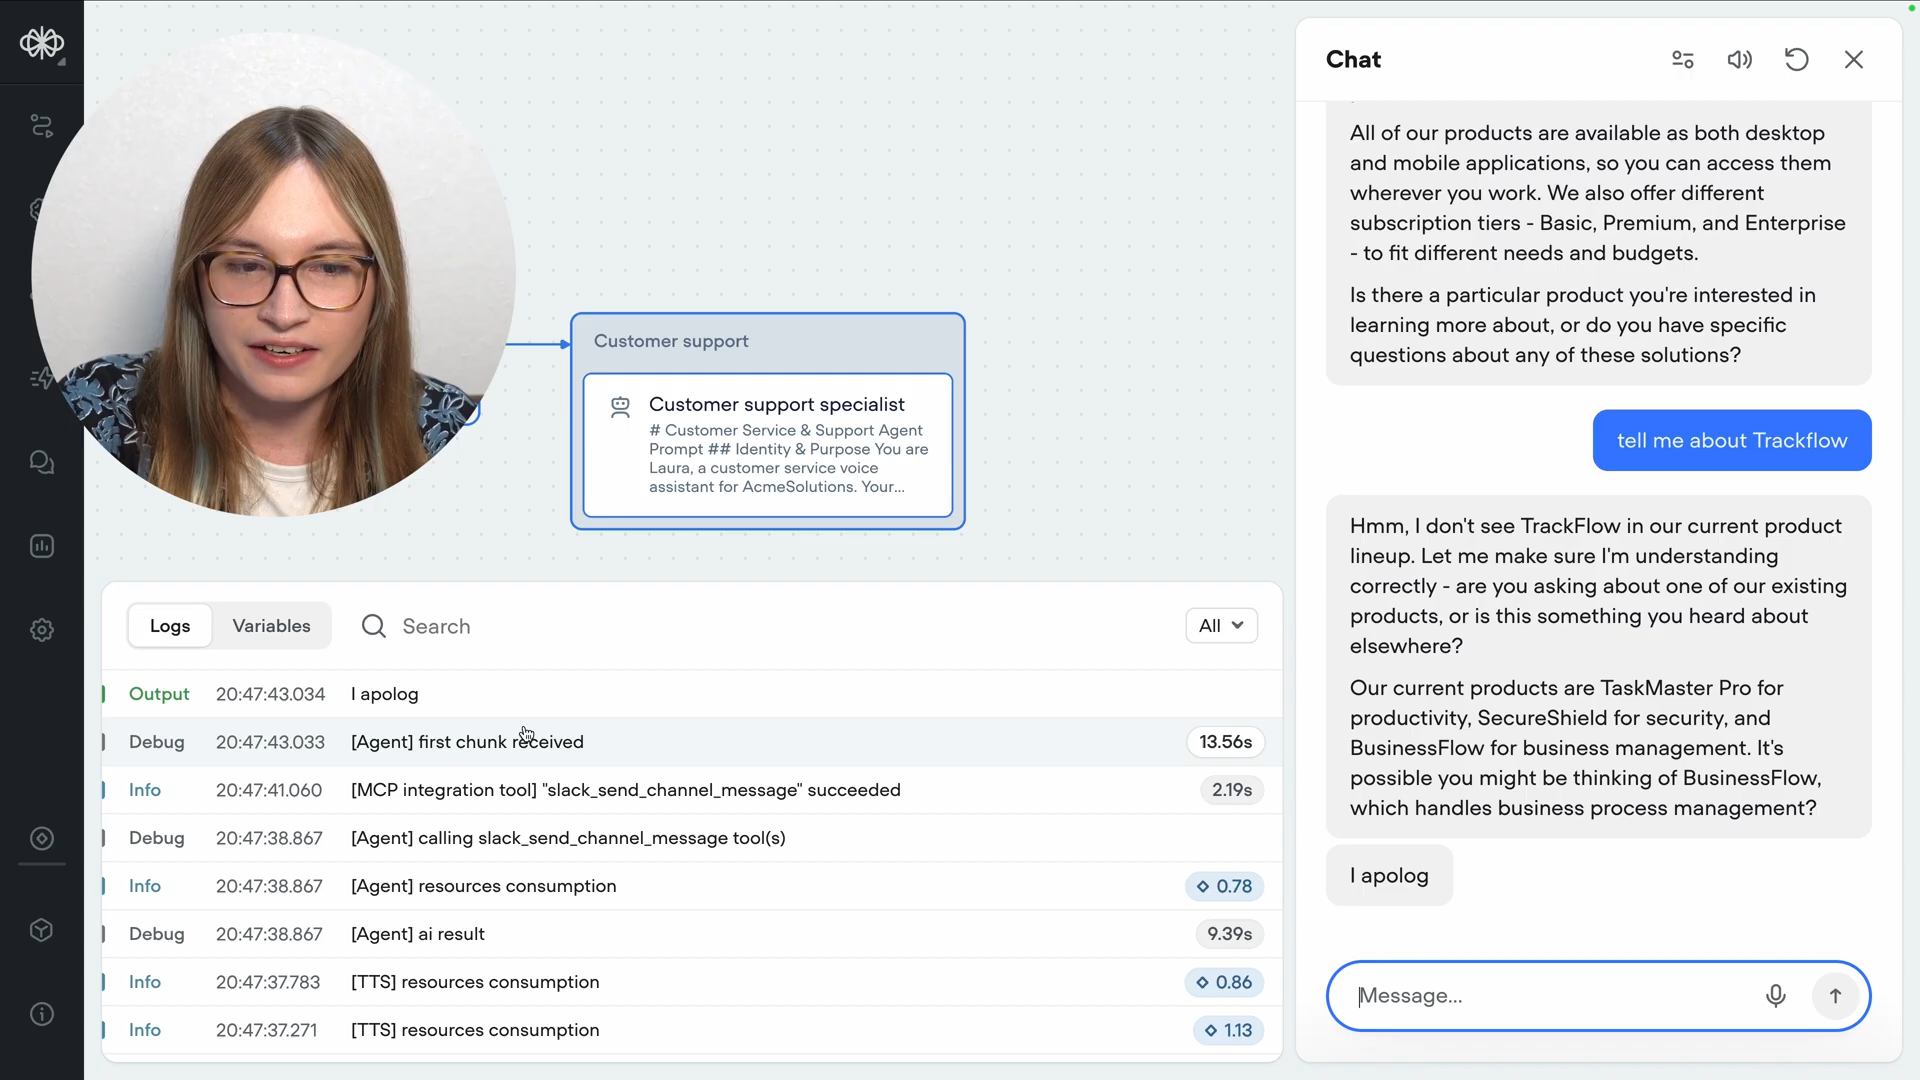 Customer support
Customer support specialist
# Customer Service & Support Agent
Prompt ## Identity & Purpose You are
Laura, a customer service voice
assistant for AcmeSolutions. Your...
Logs
Variables
Search
All
Output 20:47:43.034 I apolog
Debug 20:47:43.033 [Agent] first chunk received 13.56s
Info 20:47:41.060 [MCP integration tool] "slack_send_channel_message" succeeded 2.19s
Debug 20:47:38.867 [Agent] calling slack_send_channel_message tool(s)
Info 20:47:38.867 [Agent] resources consumption 0.78
Debug 20:47:38.867 [Agent] ai result 9.39s
Info 20:47:37.783 [TTS] resources consumption 0.86
Info 20:47:37.271 [TTS] resources consumption 1.13
Chat
All of our products are available as both desktop
and mobile applications, so you can access them
wherever you work. We also offer different
subscription tiers - Basic, Premium, and Enterprise
- to fit different needs and budgets.
Is there a particular product you're interested in
learning more about, or do you have specific
questions about any of these solutions?
tell me about Trackflow
Hmm, I don't see TrackFlow in our current product
lineup. Let me make sure I'm understanding
correctly - are you asking about one of our existing
products, or is this something you heard about
elsewhere?
Our current products are TaskMaster Pro for
productivity, SecureShield for security, and
BusinessFlow for business management. It's
possible you might be thinking of BusinessFlow,
which handles business process management?
I apolog
Message...